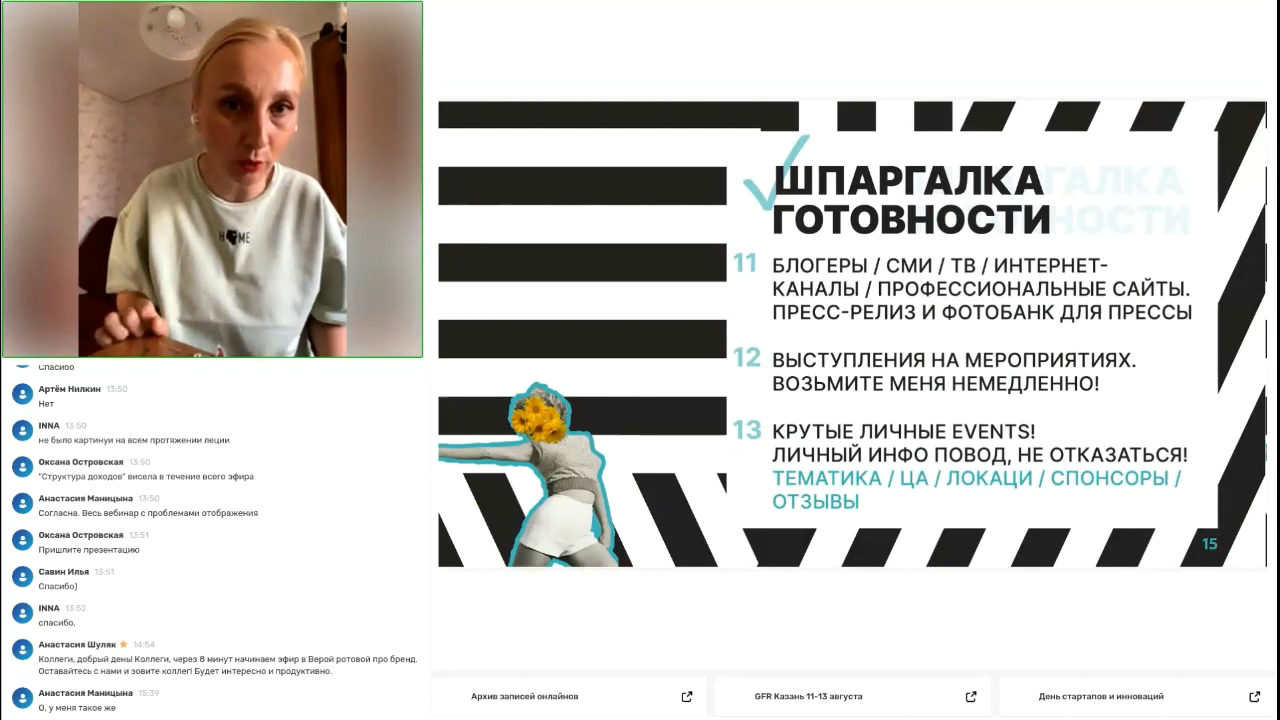 HOME
Спасибо
Артём Нилкин 13:50
Нет
INNA 13:50
не было картинуи на всем протяжении леции
Оксана Островская 13:50
"Структура доходов" висела в течение всего эфира
Анастасия Маницына 13:50
Согласна. Весь вебинар с проблемами отображения
Оксана Островская 13:51
Пришлите презентацию
Савин Илья 13:51
Спасибо)
INNA 13:52
спасибо,
Анастасия Шуляк 14:54
Коллеги, добрый день! Коллеги, через 8 минут начинаем эфир в Верой ротовой про бренд.
Оставайтесь с нами и зовите коллег! Будет интересно и продуктивно.
Анастасия Маницына 15:39
О, у меня такое же
ШПАРГАЛКА
ГОТОВНОСТИ
11 БЛОГЕРЫ / СМИ / ТВ / ИНТЕРНЕТ-
КАНАЛЫ / ПРОФЕССИОНАЛЬНЫЕ САЙТЫ.
ПРЕСС-РЕЛИЗ И ФОТОБАНК ДЛЯ ПРЕССЫ
12 ВЫСТУПЛЕНИЯ НА МЕРОПРИЯТИЯХ.
ВОЗЬМИТЕ МЕНЯ НЕМЕДЛЕННО!
13 КРУТЫЕ ЛИЧНЫЕ EVENTS!
ЛИЧНЫЙ ИНФО ПОВОД, НЕ ОТКАЗАТЬСЯ!
ТЕМАТИКА / ЦА / ЛОКАЦИ / СПОНСОРЫ /
ОТЗЫВЫ
15
Архив записей онлайнов
GFR Казань 11-13 августа
День стартапов и инноваций